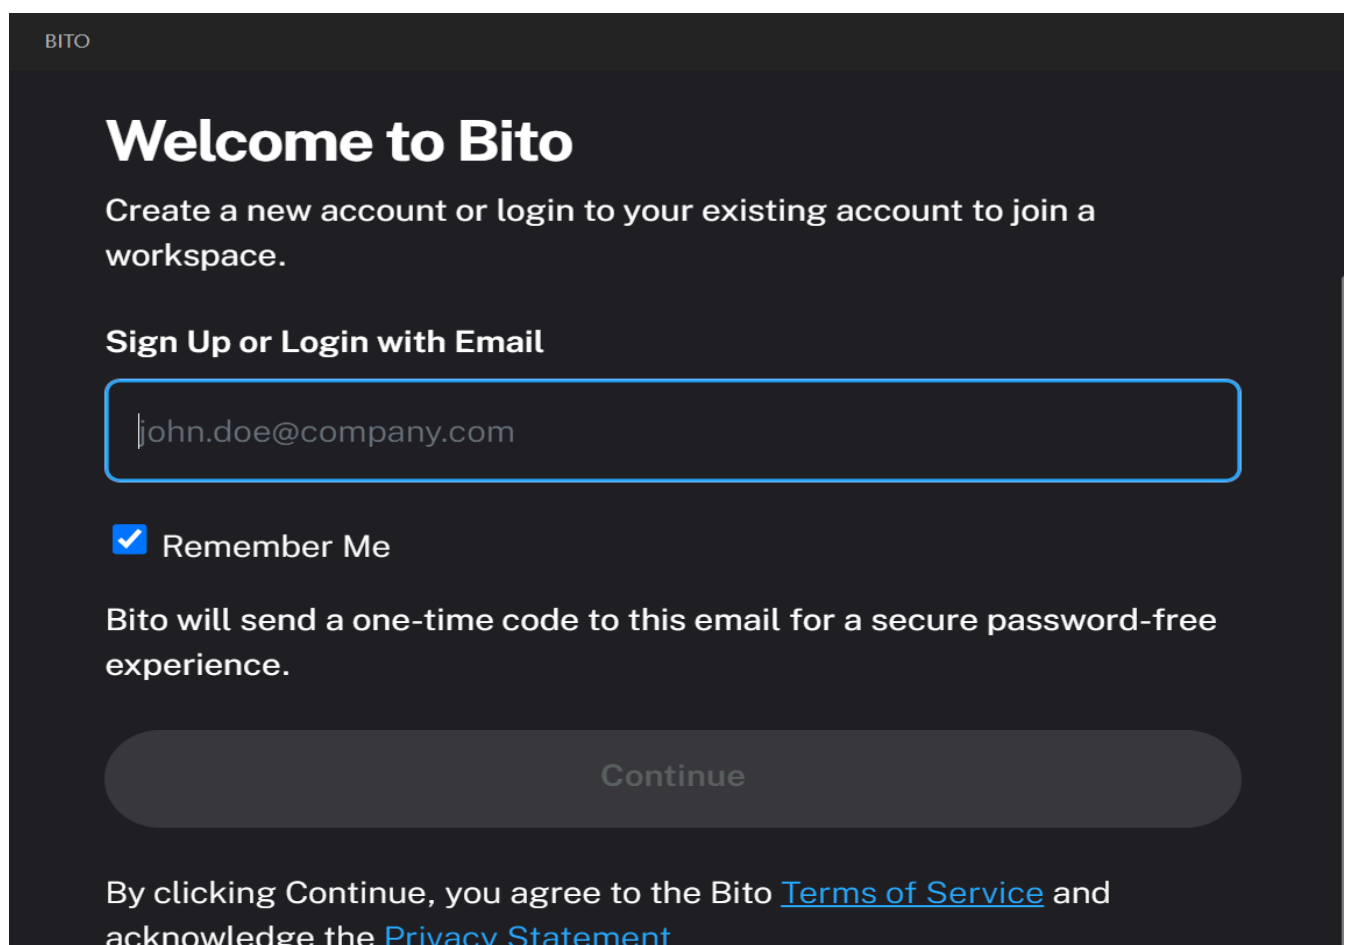 BITO
Welcome to Bito
Create a new account or login to your existing account to join a
workspace.
Sign Up or Login with Email
john.doe@company.com
Remember Me
Bito will send a one-time code to this email for a secure password-free
experience.
Continue
By clicking Continue, you agree to the Bito Terms of Service and
acknowledge the Privacy Statement